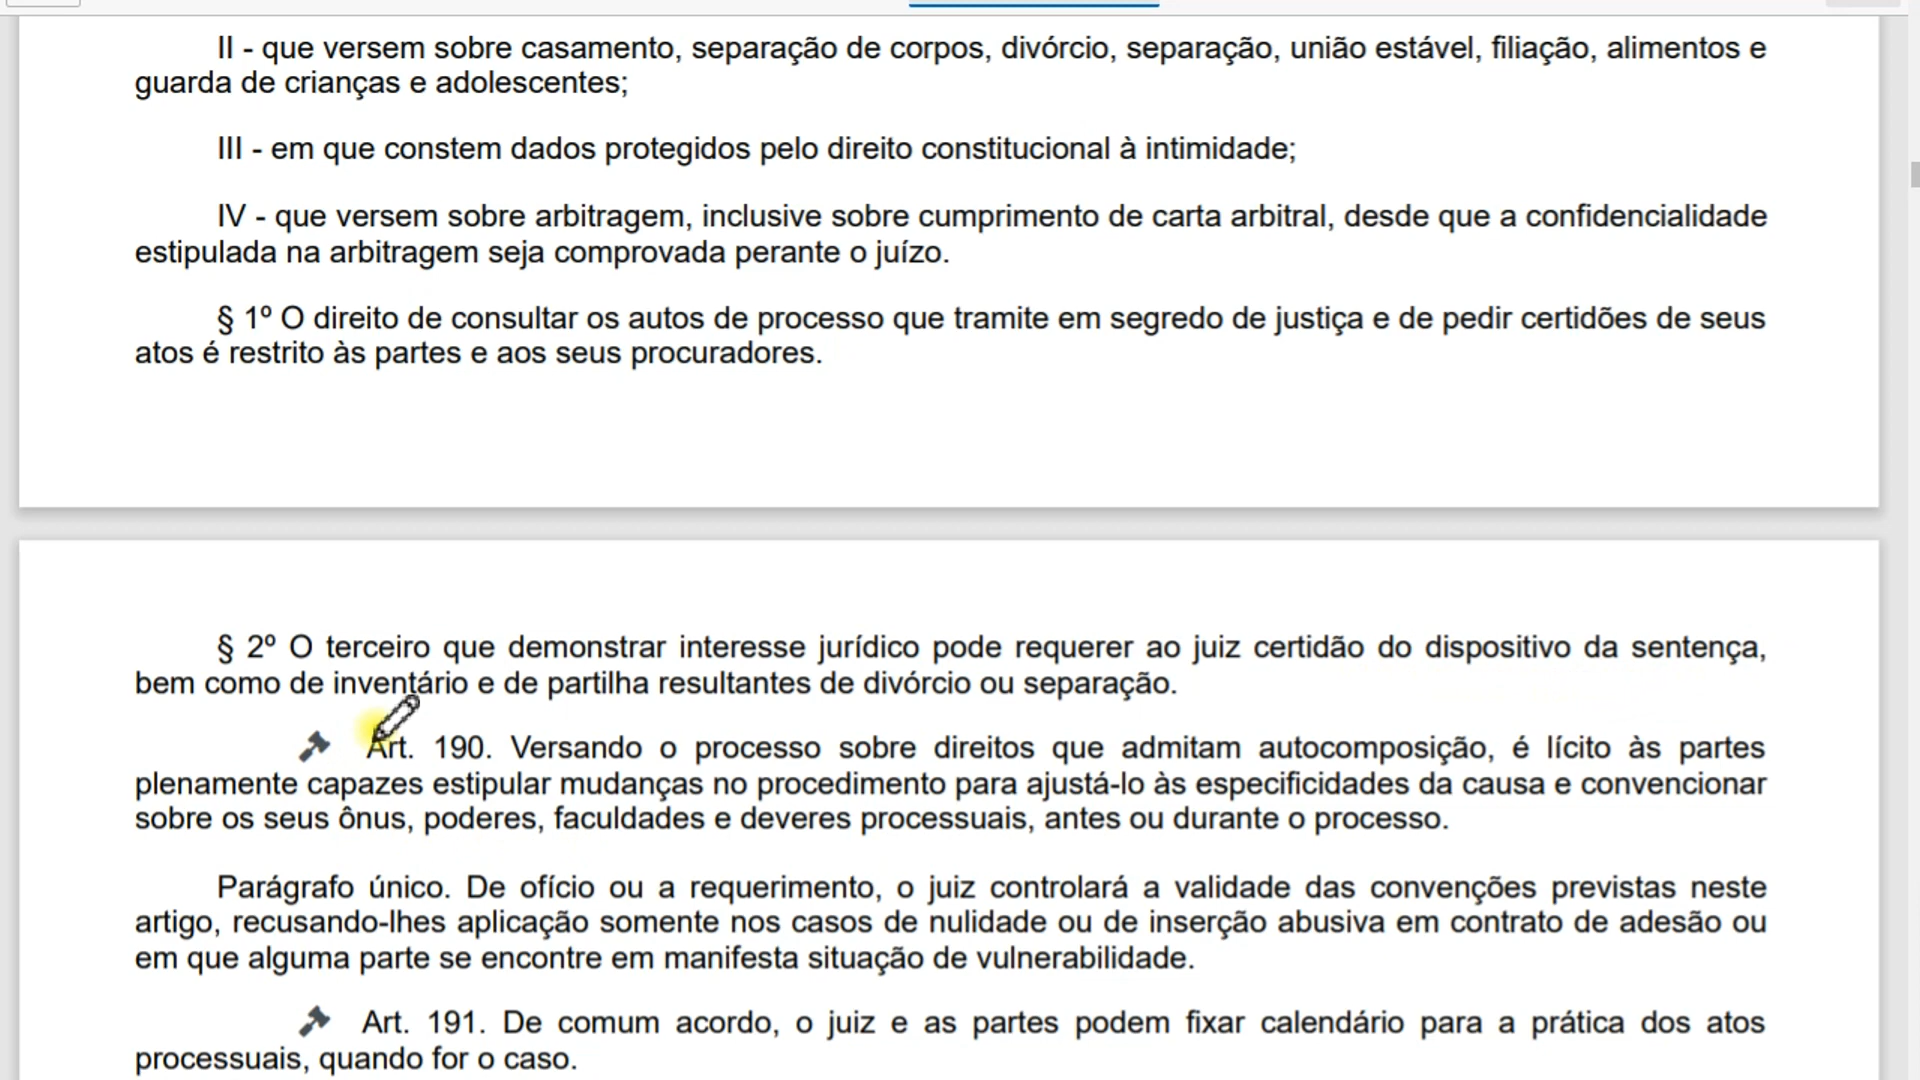 II - que versem sobre casamento, separação de corpos, divórcio, separação, união estável, filiação, alimentos e
guarda de crianças e adolescentes;
III - em que constem dados protegidos pelo direito constitucional à intimidade;
IV - que versem sobre arbitragem, inclusive sobre cumprimento de carta arbitral, desde que a confidencialidade
estipulada na arbitragem seja comprovada perante o juízo.
§ 1º O direito de consultar os autos de processo que tramite em segredo de justiça e de pedir certidões de seus
atos é restrito às partes e aos seus procuradores.
§ 2º O terceiro que demonstrar interesse jurídico pode requerer ao juiz certidão do dispositivo da sentença,
bem como de inventário e de partilha resultantes de divórcio ou separação.
Art. 190. Versando o processo sobre direitos que admitam autocomposição, é lícito às partes
plenamente capazes estipular mudanças no procedimento para ajustá-lo às especificidades da causa e convencionar
sobre os seus ônus, poderes, faculdades e deveres processuais, antes ou durante o processo.
Parágrafo único. De ofício ou a requerimento, o juiz controlará a validade das convenções previstas neste
artigo, recusando-lhes aplicação somente nos casos de nulidade ou de inserção abusiva em contrato de adesão ou
em que alguma parte se encontre em manifesta situação de vulnerabilidade.
Art. 191. De comum acordo, o juiz e as partes podem fixar calendário para a prática dos atos
processuais, quando for o caso.